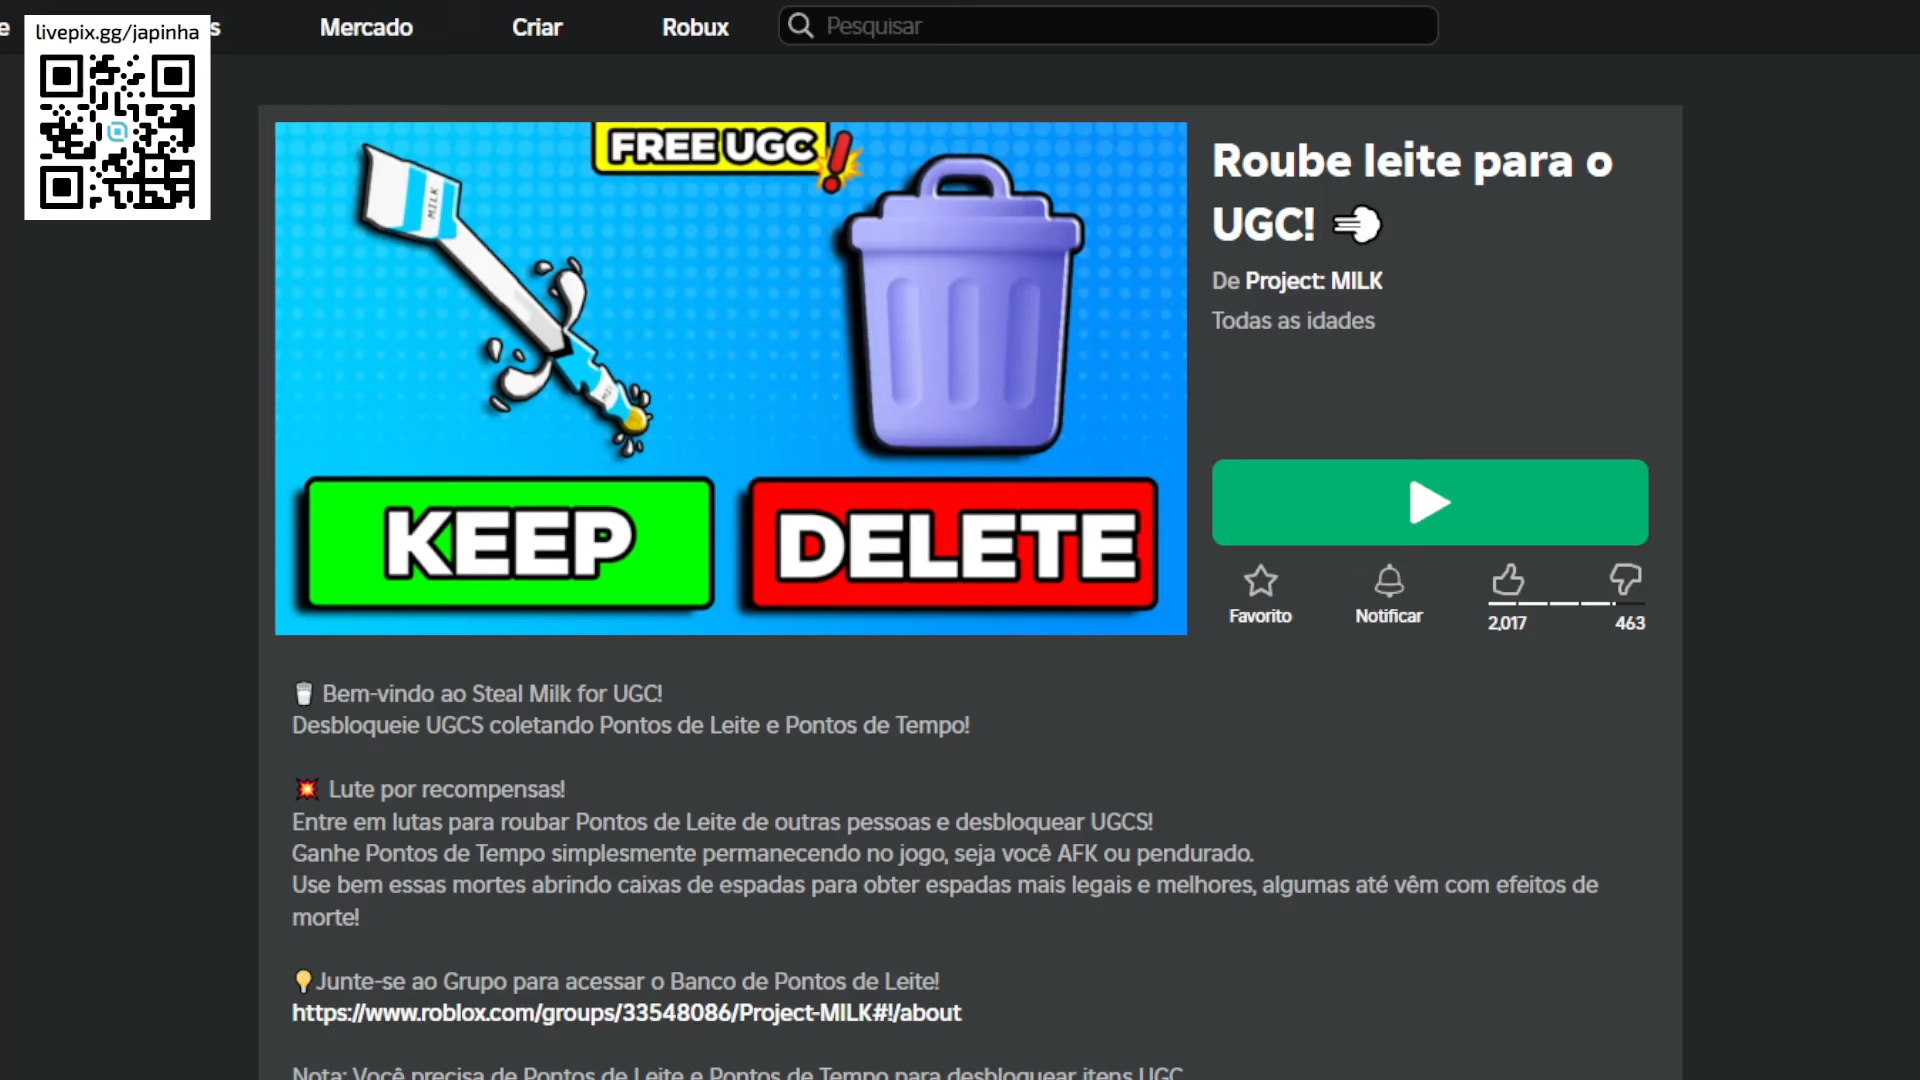 livepix.gg/japinha
Mercado
Criar
Robux
Pesquisar
FREE UGC!
MILK
KEEP
DELETE
Roube leite para o
UGC! 💨
De Project: MILK
Todas as idades
Favorito
Notificar
2,017
463
🥛 Bem-vindo ao Steal Milk for UGC!
Desbloqueie UGCS coletando Pontos de Leite e Pontos de Tempo!
💥 Lute por recompensas!
Entre em lutas para roubar Pontos de Leite de outras pessoas e desbloquear UGCS!
Ganhe Pontos de Tempo simplesmente permanecendo no jogo, seja você AFK ou pendurado.
Use bem essas mortes abrindo caixas de espadas para obter espadas mais legais e melhores, algumas até vêm com efeitos de
morte!
💡Junte-se ao Grupo para acessar o Banco de Pontos de Leite!
https://www.roblox.com/groups/33548086/Project-MILK#!/about
Nota: Você precisa de Pontos de Leite e Pontos de Tempo para desbloquear itens UGC